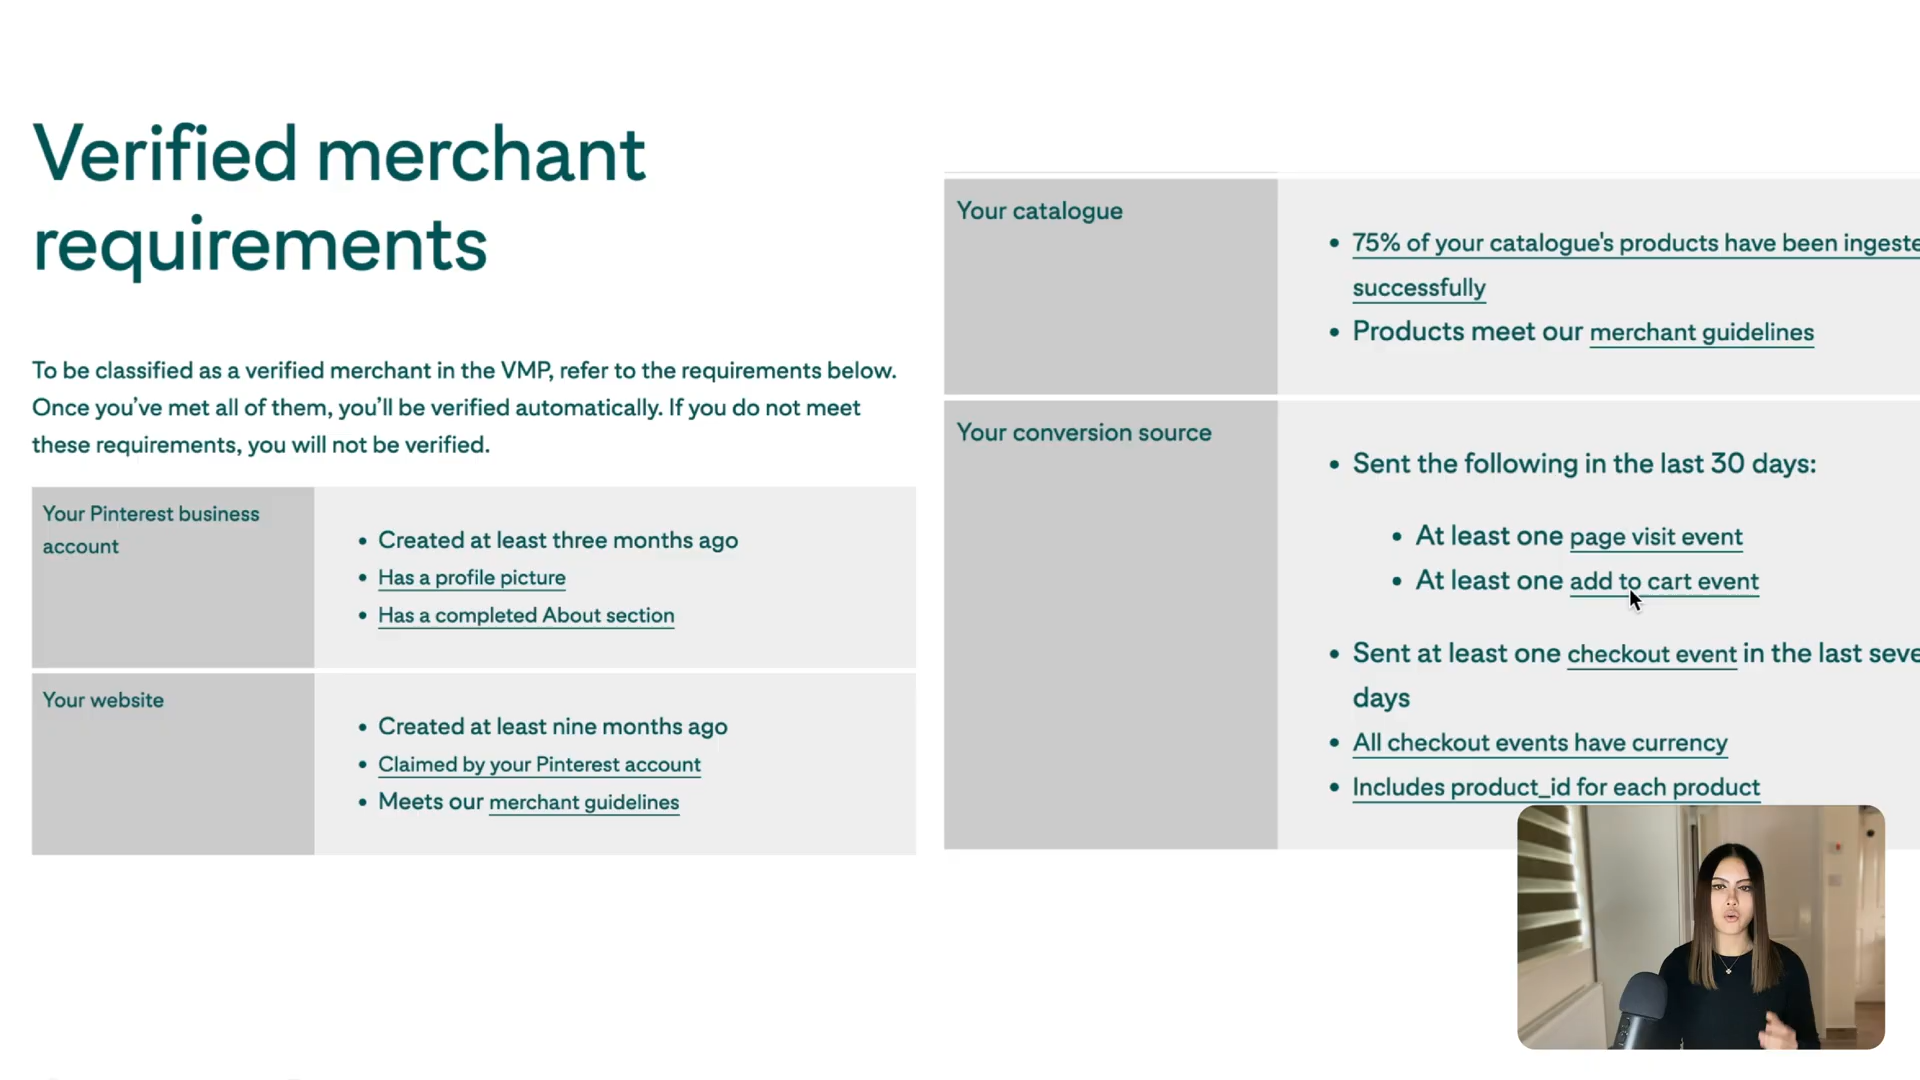 Verified merchant
requirements
To be classified as a verified merchant in the VMP, refer to the requirements below.
Once you've met all of them, you'll be verified automatically. If you do not meet
these requirements, you will not be verified.
Your Pinterest business
account
• Created at least three months ago
• Has a profile picture
• Has a completed About section
Your website
• Created at least nine months ago
• Claimed by your Pinterest account
• Meets our merchant guidelines
Your catalogue
• 75% of your catalogue's products have been ingeste
successfully
• Products meet our merchant guidelines
Your conversion source
• Sent the following in the last 30 days:
• At least one page visit event
• At least one add to cart event
• Sent at least one checkout event in the last seve
days
• All checkout events have currency
• Includes product_id for each product